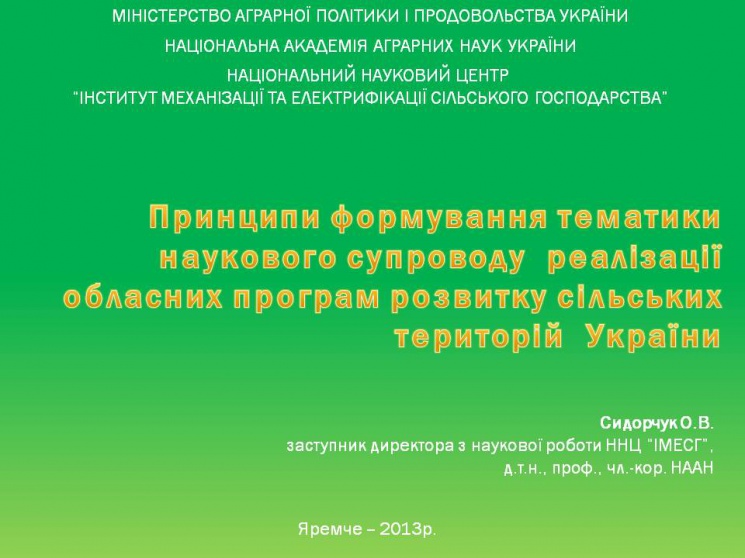 МІНІСТЕРСТВО АГРАРНОЇ ПОЛІТИКИ І ПРОДОВОЛЬСТВА УКРАЇНИ
НАЦІОНАЛЬНА АКАДЕМІЯ АГРАРНИХ НАУК УКРАЇНИ
НАЦІОНАЛЬНИЙ НАУКОВИЙ ЦЕНТР
“ІНСТИТУТ МЕХАНІЗАЦІЇ ТА ЕЛЕКТРИФІКАЦІЇ СІЛЬСЬКОГО ГОСПОДАРСТВА”
Принципи формування тематики
наукового супроводу реалізації
обласних програм розвитку сільських
територій України
Сидорчук О.В.
заступник директора з наукової роботи ННЦ “ІМЕСГ”,
д.т.н., проф., чл.-кор. НААН
Яремче – 2013р.